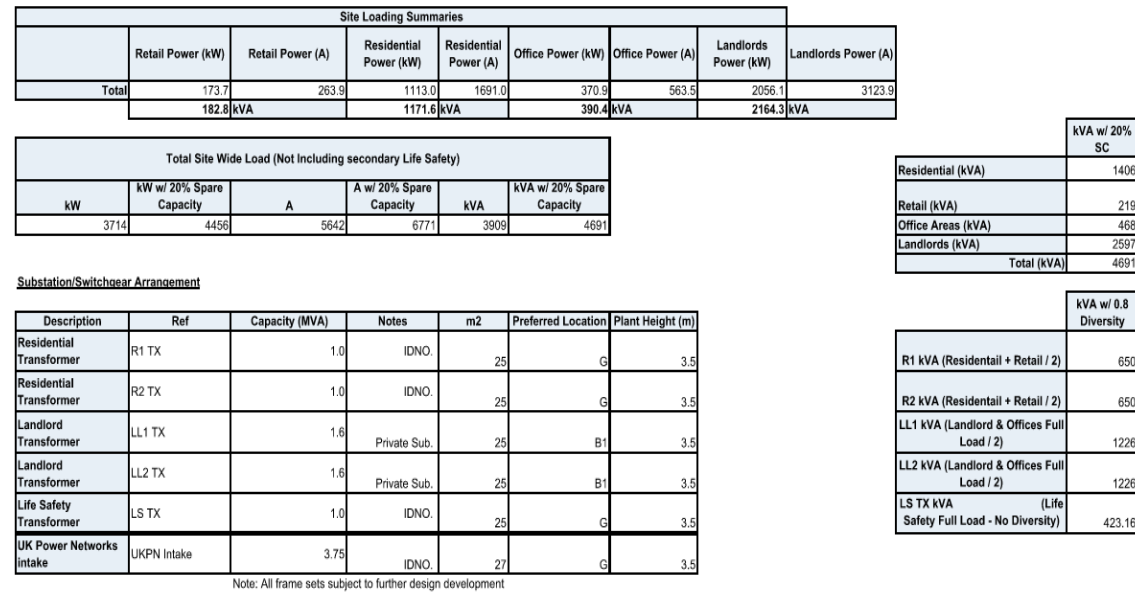 Site Loading Summaries
Retail Power (kW) Retail Power (A) Residential Power (kW) Residential Power (A) Office Power (kW) Office Power (A) Landlords Power (kW) Landlords Power (A)
Total 173.7 263.9 1113.0 1691.0 370.9 563.5 2056.1 3123.9
182.8 kVA 1171.6 kVA 390.4 kVA 2164.3 kVA
Total Site Wide Load (Not Including secondary Life Safety)
kW kW w/ 20% Spare Capacity A A w/ 20% Spare Capacity kVA kVA w/ 20% Spare Capacity
3714 4456 5642 6771 3909 4691
kVA w/ 20% SC
Residential (kVA) 1406
Retail (kVA) 219
Office Areas (kVA) 468
Landlords (kVA) 2597
Total (kVA) 4691
Substation/Switchgear Arrangement
Description Ref Capacity (MVA) Notes m2 Preferred Location Plant Height (m)
Residential Transformer R1 TX 1.0 IDNO. 25 G 3.5
Residential Transformer R2 TX 1.0 IDNO. 25 G 3.5
Landlord Transformer LL1 TX 1.6 Private Sub. 25 B1 3.5
Landlord Transformer LL2 TX 1.6 Private Sub. 25 B1 3.5
Life Safety Transformer LS TX 1.0 IDNO. 25 G 3.5
UK Power Networks intake UKPN Intake 3.75 IDNO. 27 G 3.5
Note: All frame sets subject to further design development
kVA w/ 0.8 Diversity
R1 kVA (Residentail + Retail / 2) 650
R2 kVA (Residentail + Retail / 2) 650
LL1 kVA (Landlord & Offices Full Load / 2) 1226
LL2 kVA (Landlord & Offices Full Load / 2) 1226
LS TX kVA (Life Safety Full Load - No Diversity) 423.16